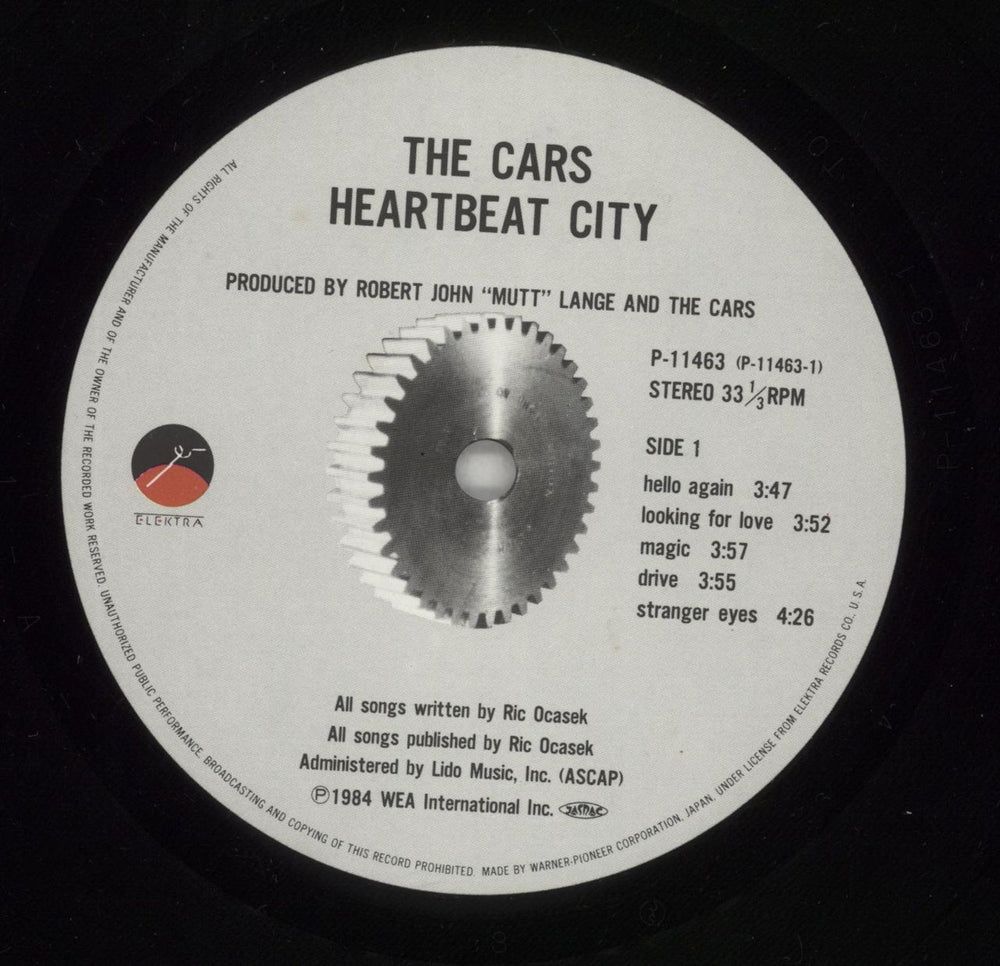 THE CARS
HEARTBEAT CITY
PRODUCED BY ROBERT JOHN “MUTT” LANGE AND THE CARS
P-11463 (P-11463-1)
STEREO 33 1/3 RPM
SIDE 1
hello again 3:47
looking for love 3:52
magic 3:57
drive 3:55
stranger eyes 4:26
ELEKTRA
All songs written by Ric Ocasek
All songs published by Ric Ocasek
Administered by Lido Music, Inc. (ASCAP)
Ⓟ1984 WEA International Inc.
ALL RIGHTS OF THE MANUFACTURER AND OF THE OWNER OF THE RECORDED WORK RESERVED. UNAUTHORIZED PUBLIC PERFORMANCE. BROADCASTING AND COPYING OF THIS RECORD PROHIBITED. MADE BY WARNER-PIONEER CORPORATION, JAPAN. UNDER LICENSE FROM ELEKTRA RECORDS CO., U.S.A.
P-11463